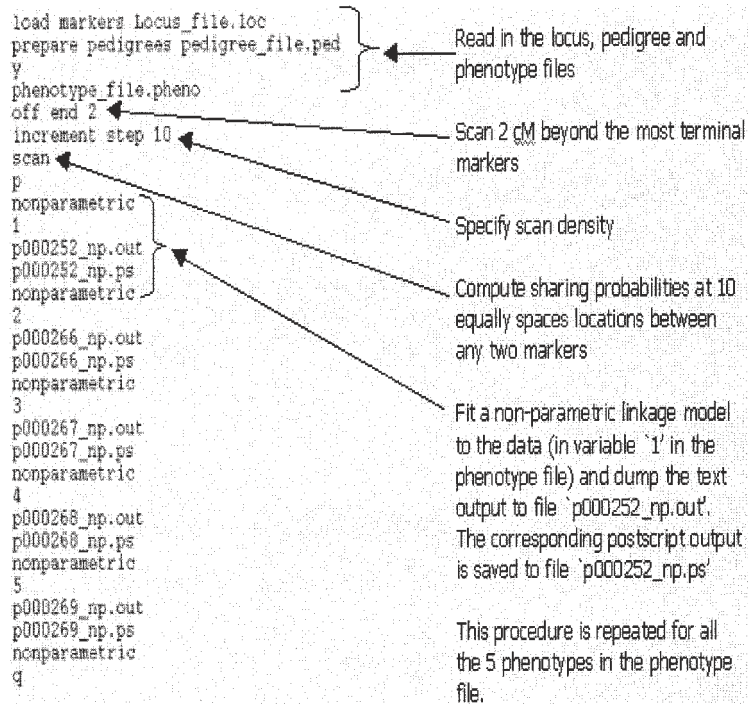 load markers Locus_file.loc
prepare pedigrees pedigree_file.ped
y
phenotype_file.pheno
off end 2
increment step 10
scan
p
nonparametric
1
p000252_np.out
p000252_np.ps
nonparametric
2
p000266_np.out
p000266_np.ps
nonparametric
3
p000267_np.out
p000267_np.ps
nonparametric
4
p000268_np.out
p000268_np.ps
nonparametric
5
p000269_np.out
p000269_np.ps
nonparametric
q
Read in the locus, pedigree and
phenotype files
Scan 2 cM beyond the most terminal
markers
Specify scan density
Compute sharing probabilities at 10
equally spaces locations between
any two markers
Fit a non-parametric linkage model
to the data (in variable `1' in the
phenotype file) and dump the text
output to file `p000252_np.out'.
The corresponding postscript output
is saved to file `p000252_np.ps'
This procedure is repeated for all
the 5 phenotypes in the phenotype
file.